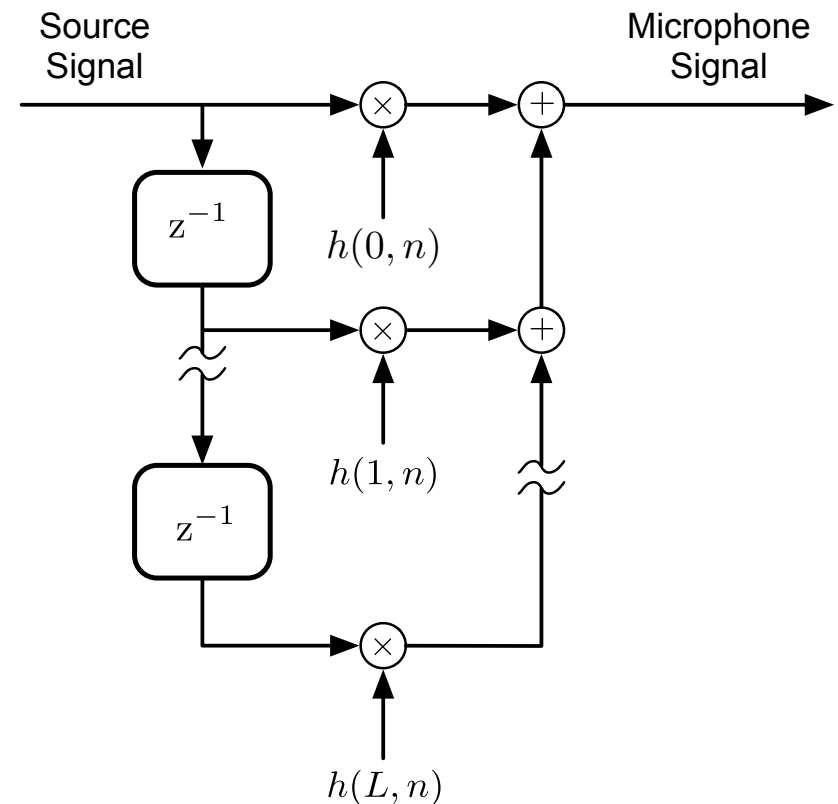 Source
Signal
Microphone
Signal
×
+
z⁻¹
h(0, n)
×
+
h(1, n)
z⁻¹
×
h(L, n)